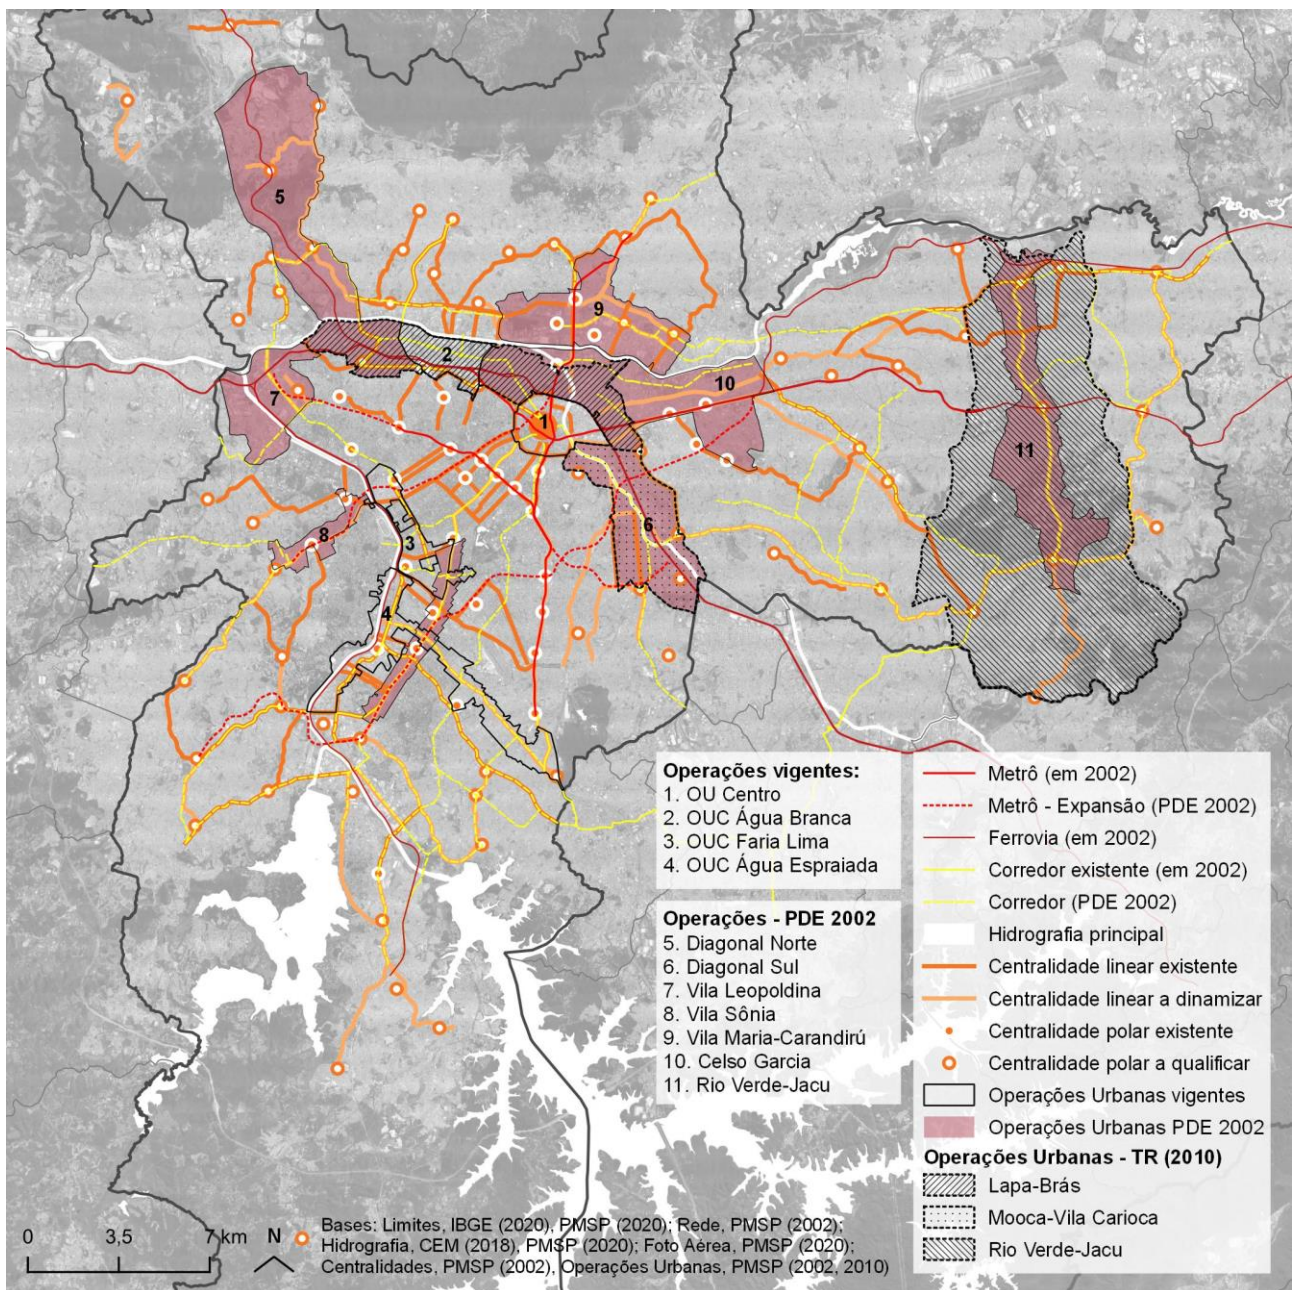 5
9
2
10
7
1
11
6
8
3
4
Operações vigentes:
1. OU Centro
2. OUC Água Branca
3. OUC Faria Lima
4. OUC Água Espraiada
Operações - PDE 2002
5. Diagonal Norte
6. Diagonal Sul
7. Vila Leopoldina
8. Vila Sônia
9. Vila Maria-Carandirú
10. Celso Garcia
11. Rio Verde-Jacu
Metrô (em 2002)
Metrô - Expansão (PDE 2002)
Ferrovia (em 2002)
Corredor existente (em 2002)
Corredor (PDE 2002)
Hidrografia principal
Centralidade linear existente
Centralidade linear a dinamizar
Centralidade polar existente
Centralidade polar a qualificar
Operações Urbanas vigentes
Operações Urbanas PDE 2002
Operações Urbanas - TR (2010)
Lapa-Brás
Mooca-Vila Carioca
Rio Verde-Jacu
0 3,5 7 km N
Bases: Limites, IBGE (2020), PMSP (2020); Rede, PMSP (2002);
Hidrografia, CEM (2018), PMSP (2020); Foto Aérea, PMSP (2020);
Centralidades, PMSP (2002), Operações Urbanas, PMSP (2002, 2010)